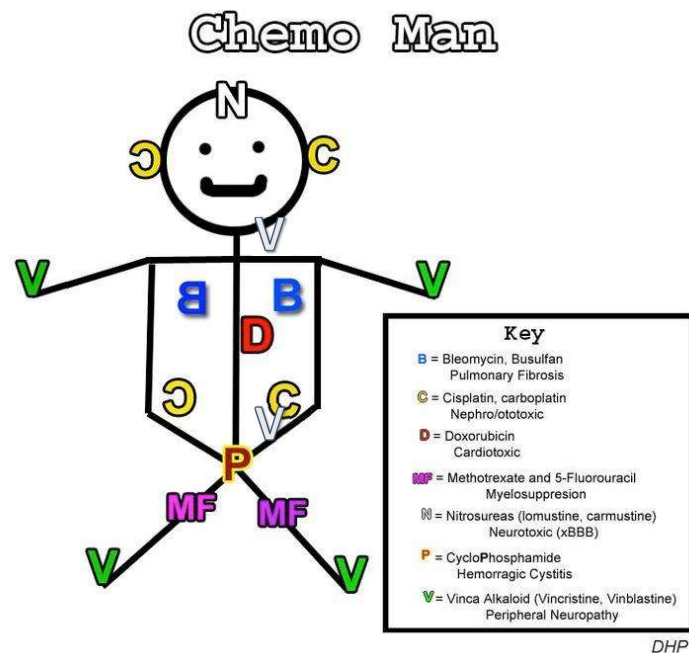 Chemo Man
N
C C
V
V V
B B
D
C C
V
P
MF MF
V V
Key
B = Bleomycin, Busulfan
Pulmonary Fibrosis
C = Cisplatin, carboplatin
Nephro/ototoxic
D = Doxorubicin
Cardiotoxic
MF = Methotrexate and 5-Fluorouracil
Myelosuppresion
N = Nitrosureas (lomustine, carmustine)
Neurotoxic (xBBB)
P = CycloPhosphamide
Hemorragic Cystitis
V = Vinca Alkaloid (Vincristine, Vinblastine)
Peripheral Neuropathy
DHP